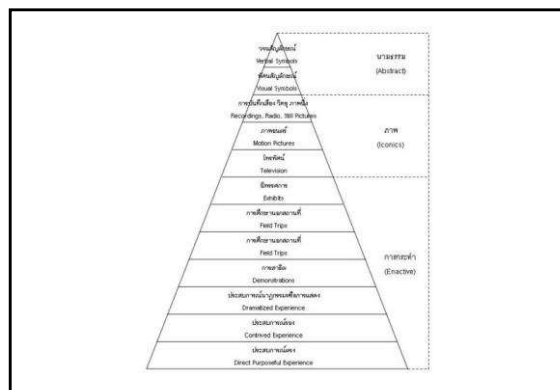 วจนสัญลักษณ์
Verbal Symbols
ทัศนสัญลักษณ์
Visual Symbols
การบันทึกเสียง วิทยุ ภาพนิ่ง
Recordings, Radio, Still Pictures
ภาพยนตร์
Motion Pictures
โทรทัศน์
Television
นิทรรศการ
Exhibits
การศึกษานอกสถานที่
Field Trips
การศึกษานอกสถานที่
Field Trips
การสาธิต
Demonstrations
ประสบการณ์นาฏกรรมหรือการแสดง
Dramatized Experience
ประสบการณ์รอง
Contrived Experience
ประสบการณ์ตรง
Direct Purposeful Experience
นามธรรม
(Abstract)
ภาพ
(Iconics)
การกระทำ
(Enactive)